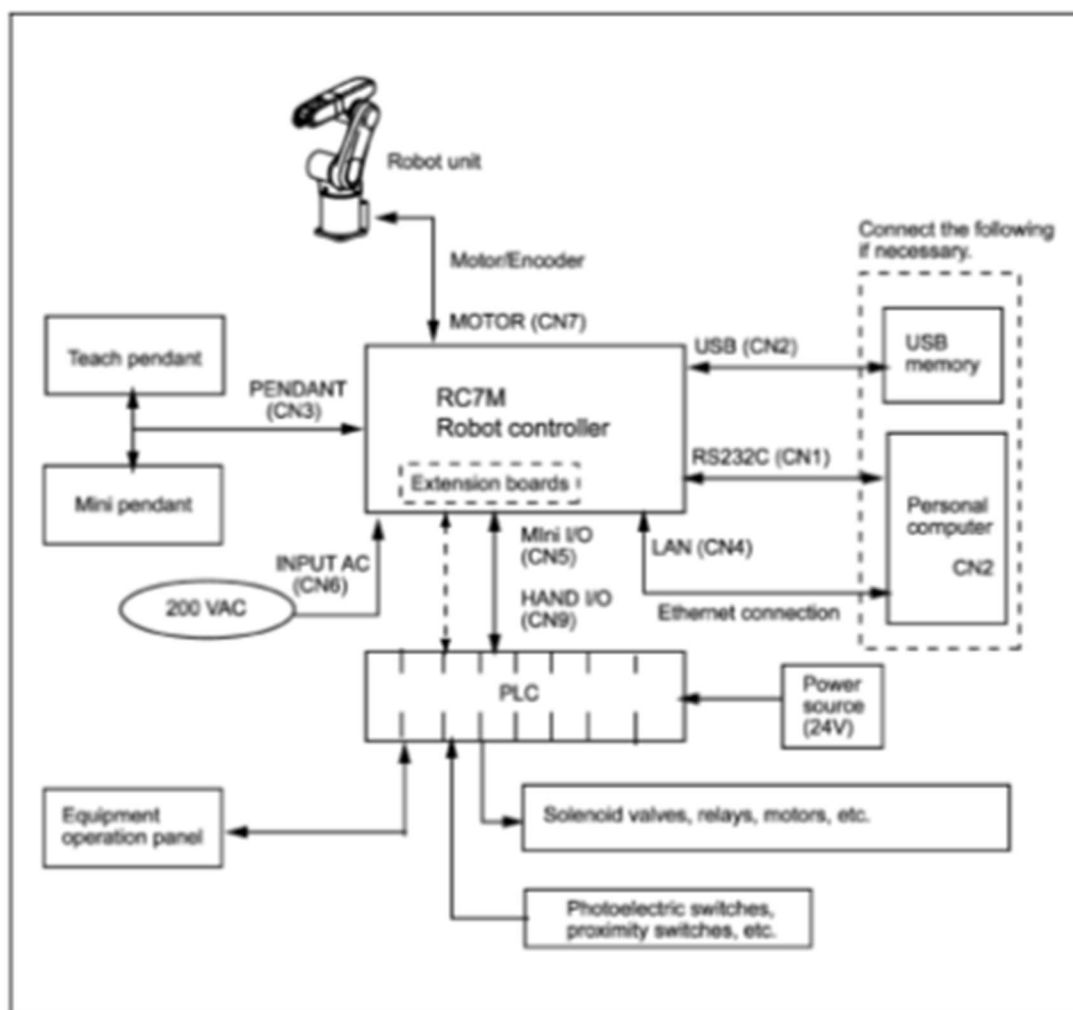 Robot unit
Connect the following
if necessary.
Motor/Encoder
MOTOR (CN7)
USB (CN2)
USB
memory
Teach pendant
PENDANT
(CN3)
RC7M
Robot controller
RS232C (CN1)
Mini pendant
Extension boards
Personal
computer
CN2
INPUT AC
(CN6)
MIni I/O
(CN5)
LAN (CN4)
200 VAC
HAND I/O
(CN9)
Ethernet connection
PLC
Power
source
(24V)
Equipment
operation panel
Solenoid valves, relays, motors, etc.
Photoelectric switches,
proximity switches, etc.